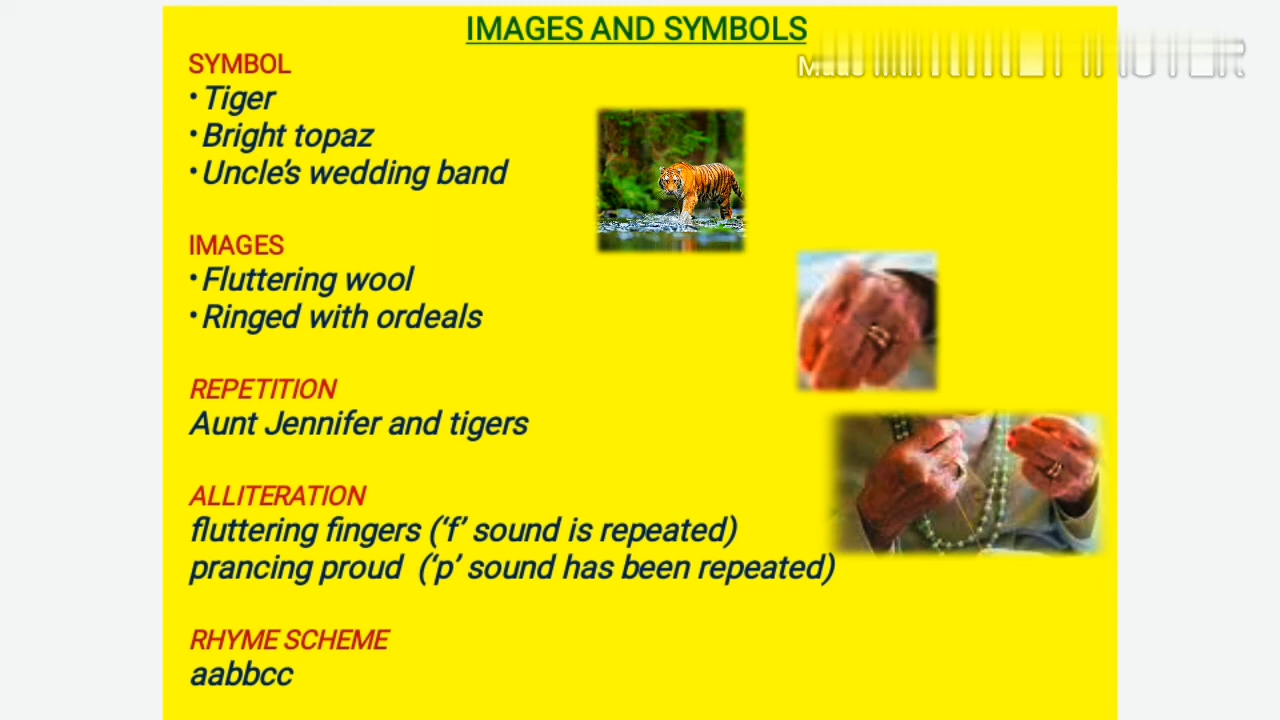 IMAGES AND SYMBOLS
SYMBOL
• Tiger
• Bright topaz
• Uncle's wedding band
IMAGES
• Fluttering wool
• Ringed with ordeals
REPETITION
Aunt Jennifer and tigers
ALLITERATION
fluttering fingers ('f' sound is repeated)
prancing proud ('p' sound has been repeated)
RHYME SCHEME
aabbcc